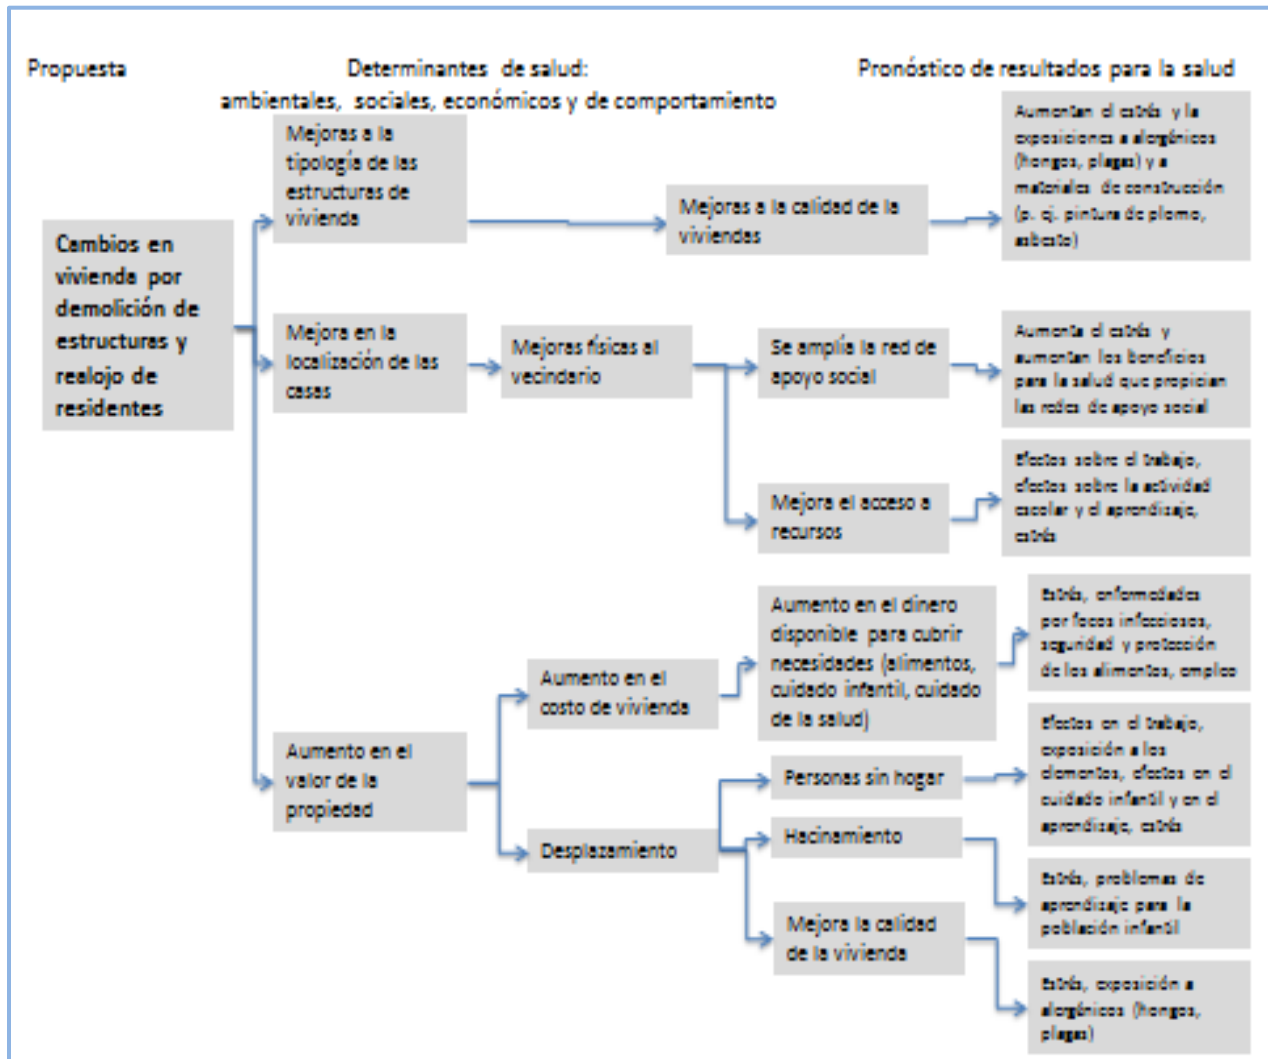 Propuesta
Determinantes de salud:
ambientales, sociales, económicos y de comportamiento
Pronóstico de resultados para la salud
Cambios en
vivienda por
demolición de
estructuras y
realojo de
residentes
Mejoras a la
tipología de las
estructuras de
vivienda
Mejoras a la calidad de la
viviendas
Aumentan el estrés y la
exposiciones a alergénicos
(hongos, plagas) y a
materiales de construcción
(p. ej. pintura de plomo,
asbesto)
Mejora en la
localización de las
casas
Mejoras físicas al
vecindario
Se amplía la red de
apoyo social
Aumenta el estrés y
aumentan los beneficios
para la salud que propician
las redes de apoyo social
Mejora el acceso a
recursos
Efectos sobre el trabajo,
efectos sobre la actividad
escolar y el aprendizaje,
estrés
Aumento en el
valor de la
propiedad
Aumento en el
costo de vivienda
Aumento en el dinero
disponible para cubrir
necesidades (alimentos,
cuidado infantil, cuidado
de la salud)
Estrés, enfermedades
por focos infecciosos,
seguridad y protección
de los alimentos, empleo
Desplazamiento
Personas sin hogar
Efectos en el trabajo,
exposición a los
elementos, efectos en el
cuidado infantil y en el
aprendizaje, estrés
Hacinamiento
Estrés, problemas de
aprendizaje para la
población infantil
Mejora la calidad
de la vivienda
Estrés, exposición a
alergénicos (hongos,
plagas)